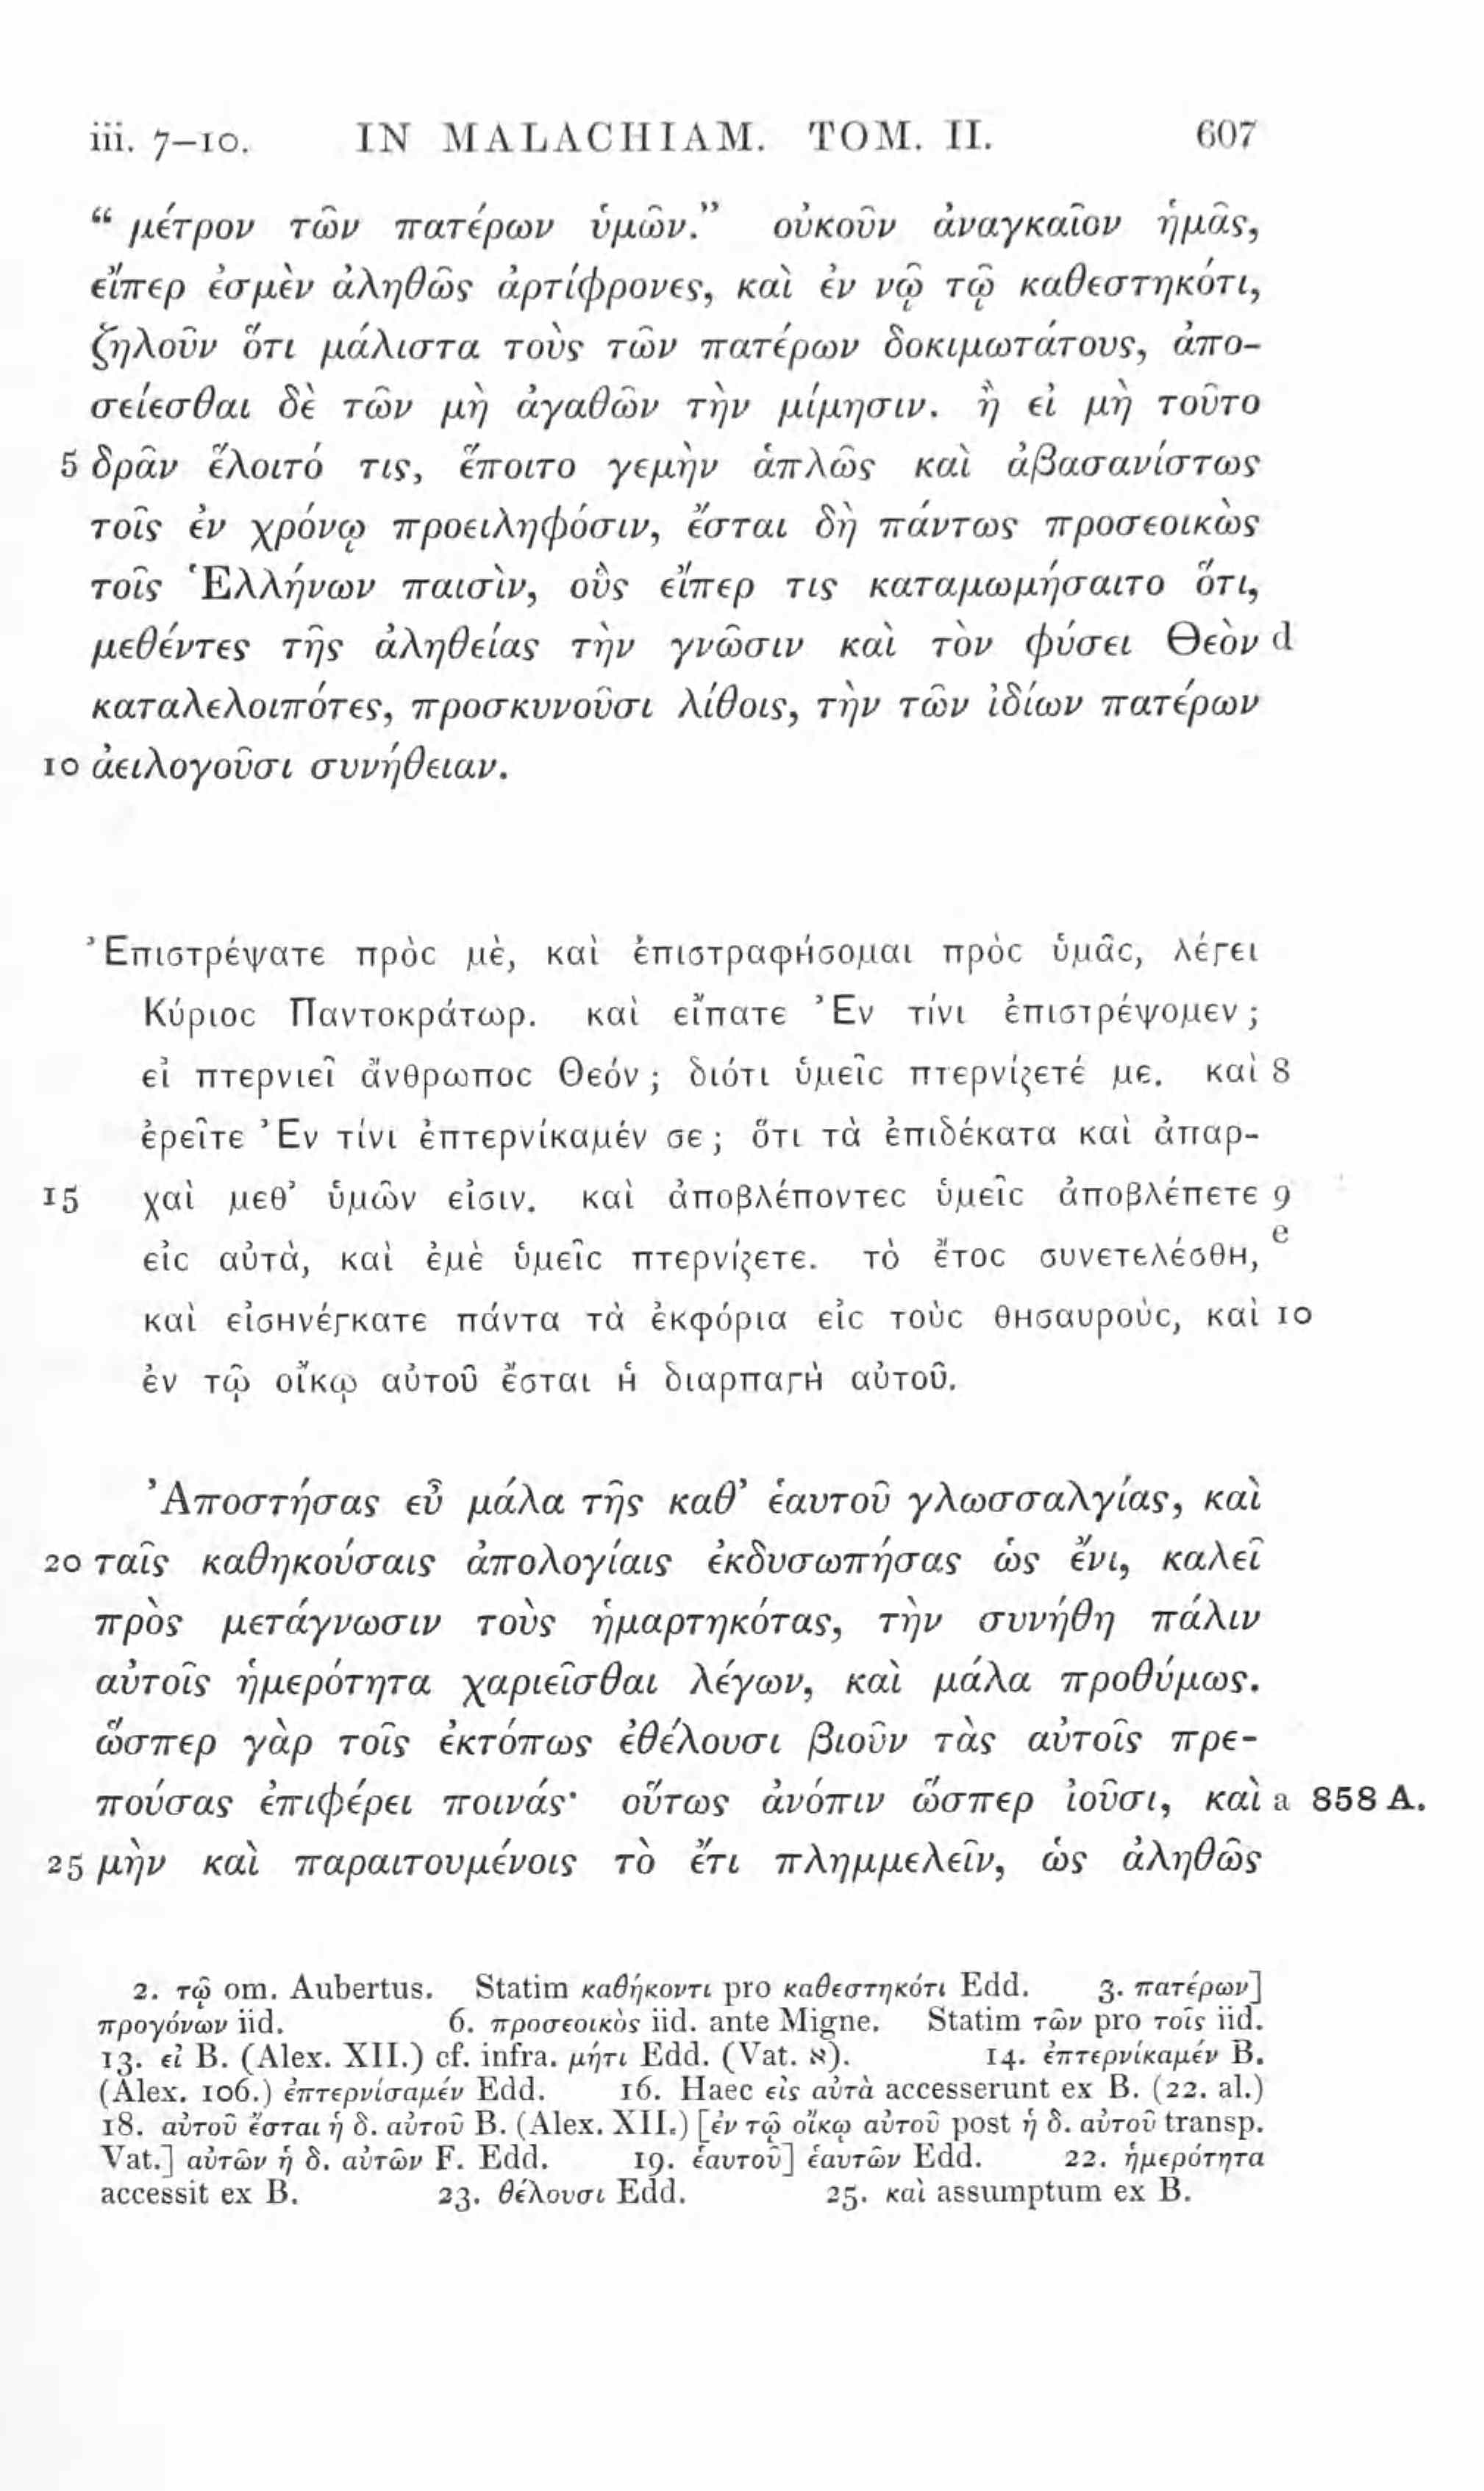 iii. 7–10. IN MALACHIAM. TOM. II. 607
“ μέτρον τῶν πατέρων ὑμῶν.” οὐκοῦν ἀναγκαῖον ἡμᾶς,
εἴπερ ἐσμὲν ἀληθῶς ἀρτίφρονες, καὶ ἐν νῷ τῷ καθεστηκότι,
ζηλοῦν ὅτι μάλιστα τοὺς τῶν πατέρων δοκιμωτάτους, ἀπο-
σείεσθαι δὲ τῶν μὴ ἀγαθῶν τὴν μίμησιν. ἢ εἰ μὴ τοῦτο
5 δρᾶν ἕλοιτό τις, ἕποιτο γεμὴν ἁπλῶς καὶ ἀβασανίστως
τοῖς ἐν χρόνῳ προειληφόσιν, ἔσται δὴ πάντως προσεοικὼς
τοῖς Ἑλλήνων παισὶν, οὓς εἴπερ τις καταμωμήσαιτο ὅτι,
μεθέντες τῆς ἀληθείας τὴν γνῶσιν καὶ τὸν φύσει Θεὸν d
καταλελοιπότες, προσκυνοῦσι λίθοις, τὴν τῶν ἰδίων πατέρων
10 ἀειλογοῦσι συνήθειαν.
Ἐπιστρέψατε πρὸς μὲ, καὶ ἐπιστραφήσομαι πρὸς ὑμᾶς, λέγει
Κύριος Παντοκράτωρ. καὶ εἴπατε Ἐν τίνι ἐπιστρέψομεν ;
εἰ πτερνιεῖ ἄνθρωπος Θεόν ; διότι ὑμεῖς πτερνίζετέ με. καὶ 8
ἐρεῖτε Ἐν τίνι ἐπτερνίκαμέν σε ; ὅτι τὰ ἐπιδέκατα καὶ ἀπαρ-
15 χαὶ μεθ’ ὑμῶν εἰσιν. καὶ ἀποβλέποντες ὑμεῖς ἀποβλέπετε 9
εἰς αὐτὰ, καὶ ἐμὲ ὑμεῖς πτερνίζετε. τὸ ἔτος συνετελέσθη, e
καὶ εἰσηνέγκατε πάντα τὰ ἐκφόρια εἰς τοὺς θησαυροὺς, καὶ 10
ἐν τῷ οἴκῳ αὐτοῦ ἔσται ἡ διαρπαγὴ αὐτοῦ.
Ἀποστήσας εὖ μάλα τῆς καθ’ ἑαυτοῦ γλωσσαλγίας, καὶ
20 ταῖς καθηκούσαις ἀπολογίαις ἐκδυσωπήσας ὡς ἔνι, καλεῖ
πρὸς μετάγνωσιν τοὺς ἡμαρτηκότας, τὴν συνήθη πάλιν
αὐτοῖς ἡμερότητα χαριεῖσθαι λέγων, καὶ μάλα προθύμως.
ὥσπερ γὰρ τοῖς ἐκτόπως ἐθέλουσι βιοῦν τὰς αὐτοῖς πρε-
πούσας ἐπιφέρει ποινάς· οὕτως ἀνόπιν ὥσπερ ἰοῦσι, καὶ a 858 A.
25 μὴν καὶ παραιτουμένοις τὸ ἔτι πλημμελεῖν, ὡς ἀληθῶς
2. τῷ om. Aubertus. Statim καθήκοντι pro καθεστηκότι Edd. 3. πατέρων]
προγόνων iid. 6. προσεοικὸς iid. ante Migne. Statim τῶν pro τοῖς iid.
13. εἰ B. (Alex. XII.) cf. infra. μήτι Edd. (Vat. א). 14. ἐπτερνίκαμέν B.
(Alex. 106.) ἐπτερνίσαμέν Edd. 16. Haec εἰς αὐτὰ accesserunt ex B. (22. al.)
18. αὐτοῦ ἔσται ἡ δ. αὐτοῦ B. (Alex. XII.) [ἐν τῷ οἴκῳ αὐτοῦ post ἡ δ. αὐτοῦ transp.
Vat.] αὐτῶν ἡ δ. αὐτῶν F. Edd. 19. ἑαυτοῦ] ἑαυτῶν Edd. 22. ἡμερότητα
accessit ex B. 23. θέλουσι Edd. 25. καὶ assumptum ex B.